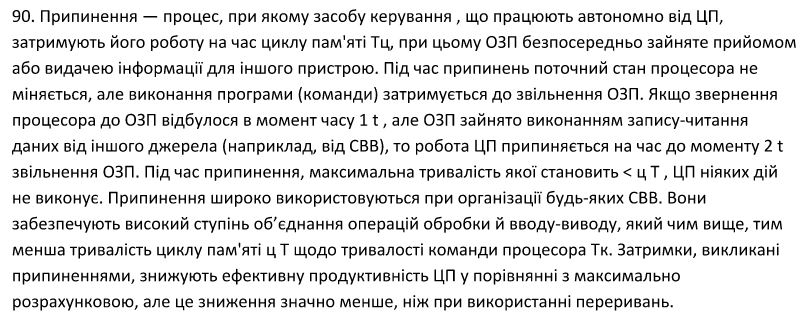 90. Припинення — процес, при якому засобу керування , що працюють автономно від ЦП,
затримують його роботу на час циклу пам'яті Тц, при цьому ОЗП безпосередньо зайняте прийомом
або видачею інформації для іншого пристрою. Під час припинень поточний стан процесора не
міняється, але виконання програми (команди) затримується до звільнення ОЗП. Якщо звернення
процесора до ОЗП відбулося в момент часу 1 t , але ОЗП зайнято виконанням запису-читання
даних від іншого джерела (наприклад, від СВВ), то робота ЦП припиняється на час до моменту 2 t
звільнення ОЗП. Під час припинення, максимальна тривалість якої становить < ц Т , ЦП ніяких дій
не виконує. Припинення широко використовуються при організації будь-яких СВВ. Вони
забезпечують високий ступінь об’єднання операцій обробки й вводу-виводу, який чим вище, тим
менша тривалість циклу пам'яті ц Т щодо тривалості команди процесора Тк. Затримки, викликані
припиненнями, знижують ефективну продуктивність ЦП у порівнянні з максимально
розрахунковою, але це зниження значно менше, ніж при використанні переривань.